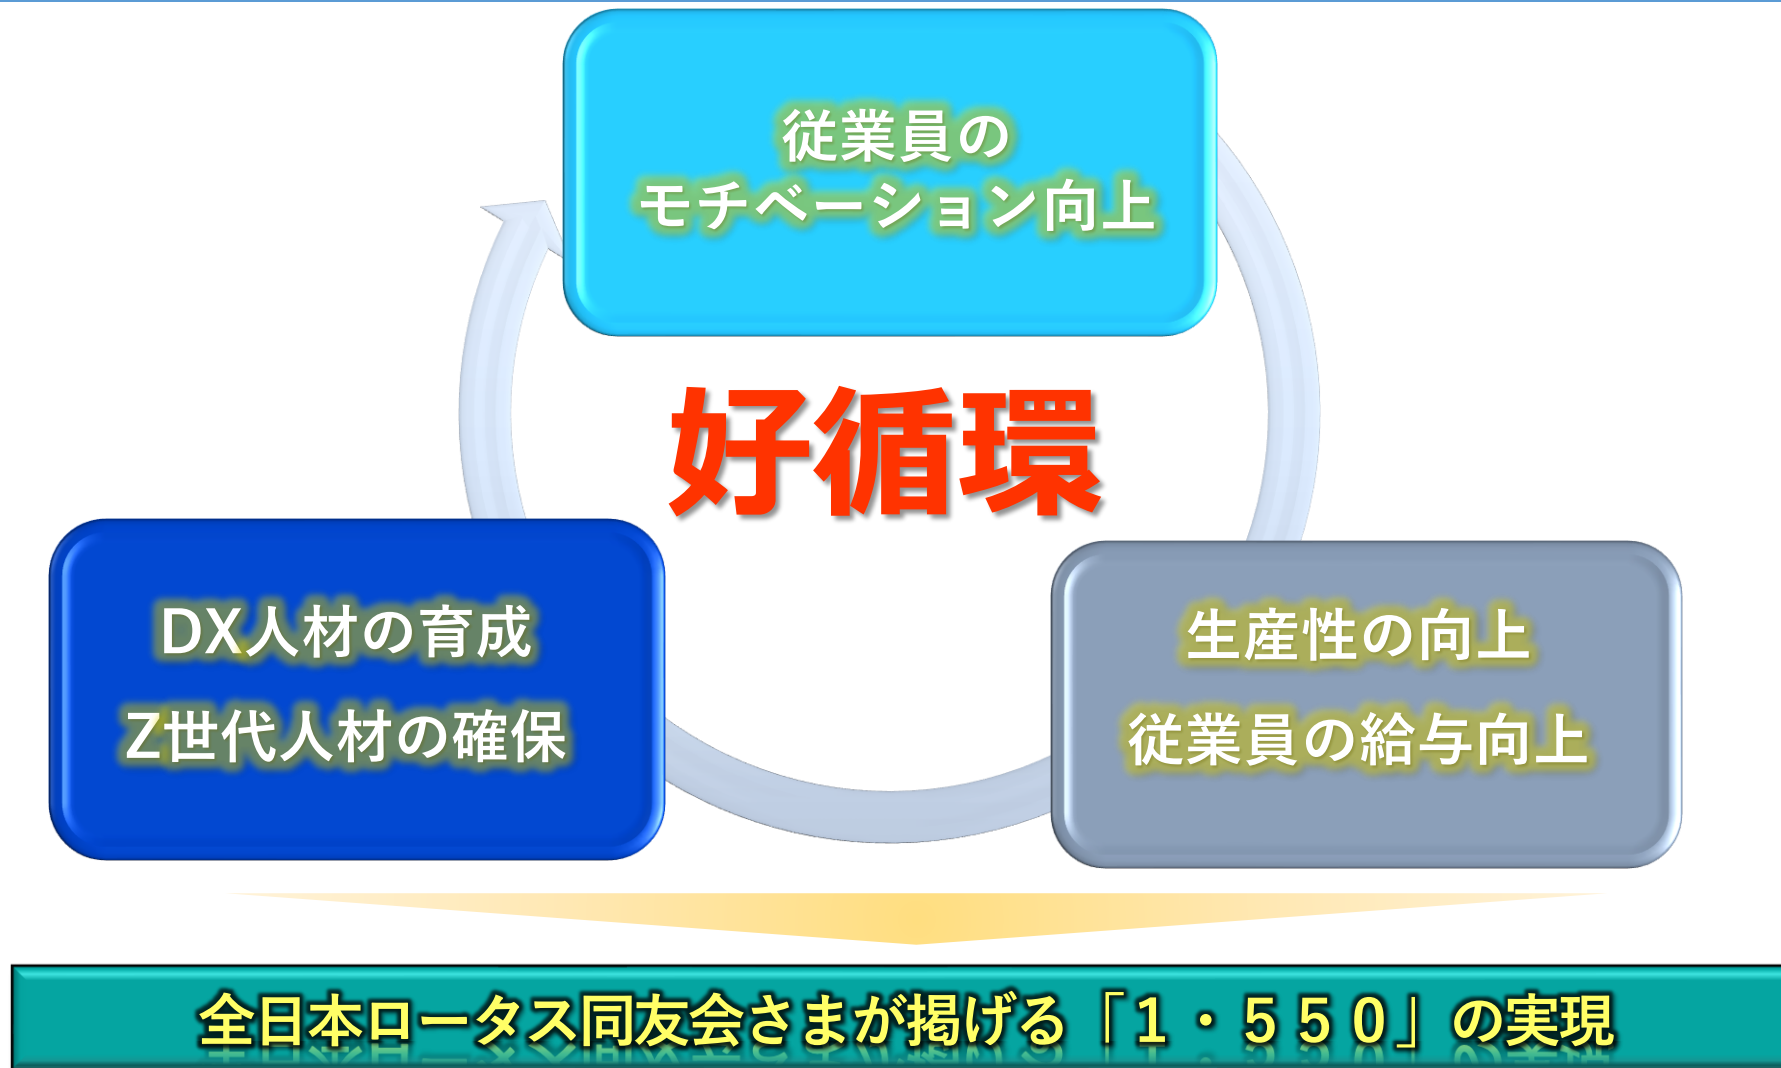 従業員の
モチベーション向上
好循環
DX人材の育成
Z世代人材の確保
生産性の向上
従業員の給与向上
全日本ロータス同友会さまが掲げる「１・５５０」の実現